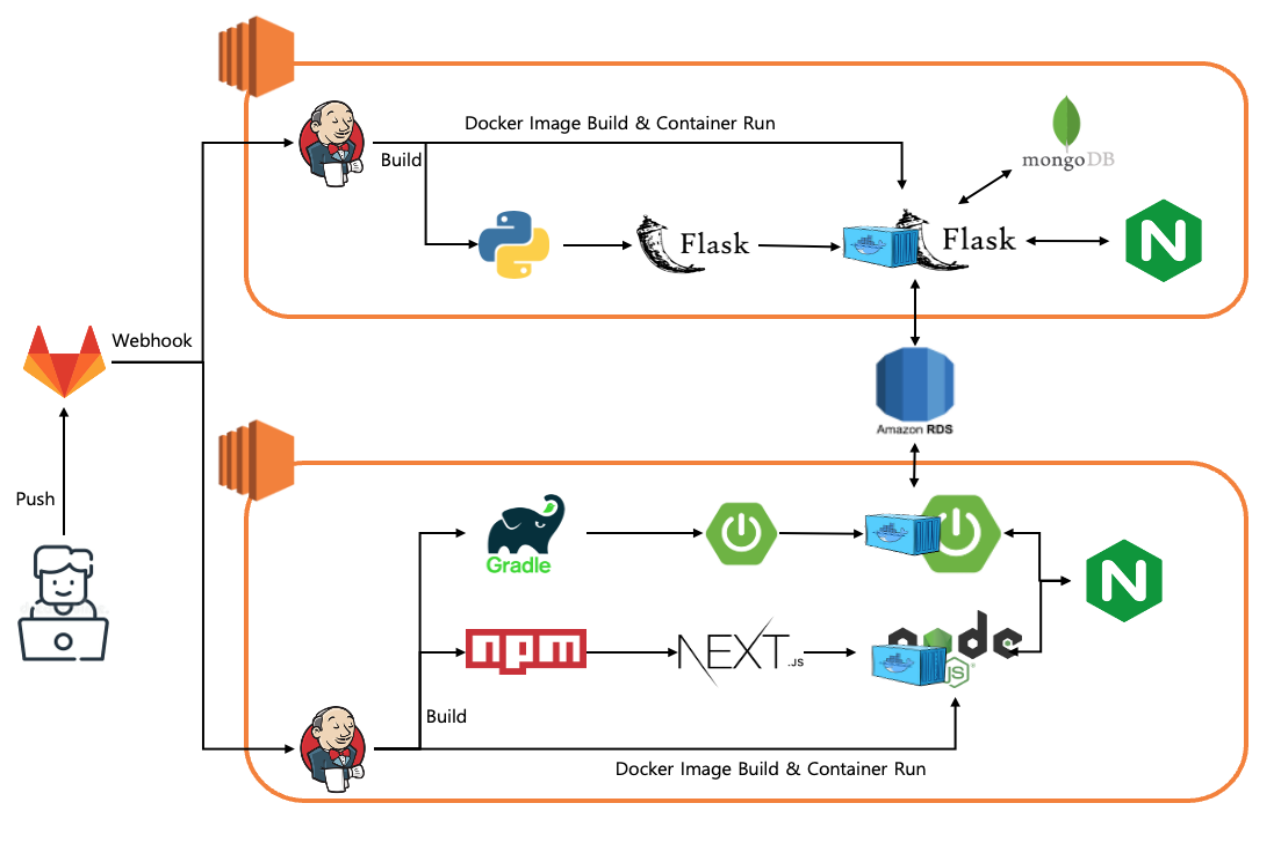 Docker Image Build & Container Run
Build
mongoDB
Flask
Flask
N
Webhook
Amazon RDS
Push
Gradle
N
node
JS
npm
NEXT.JS
Build
Docker Image Build & Container Run